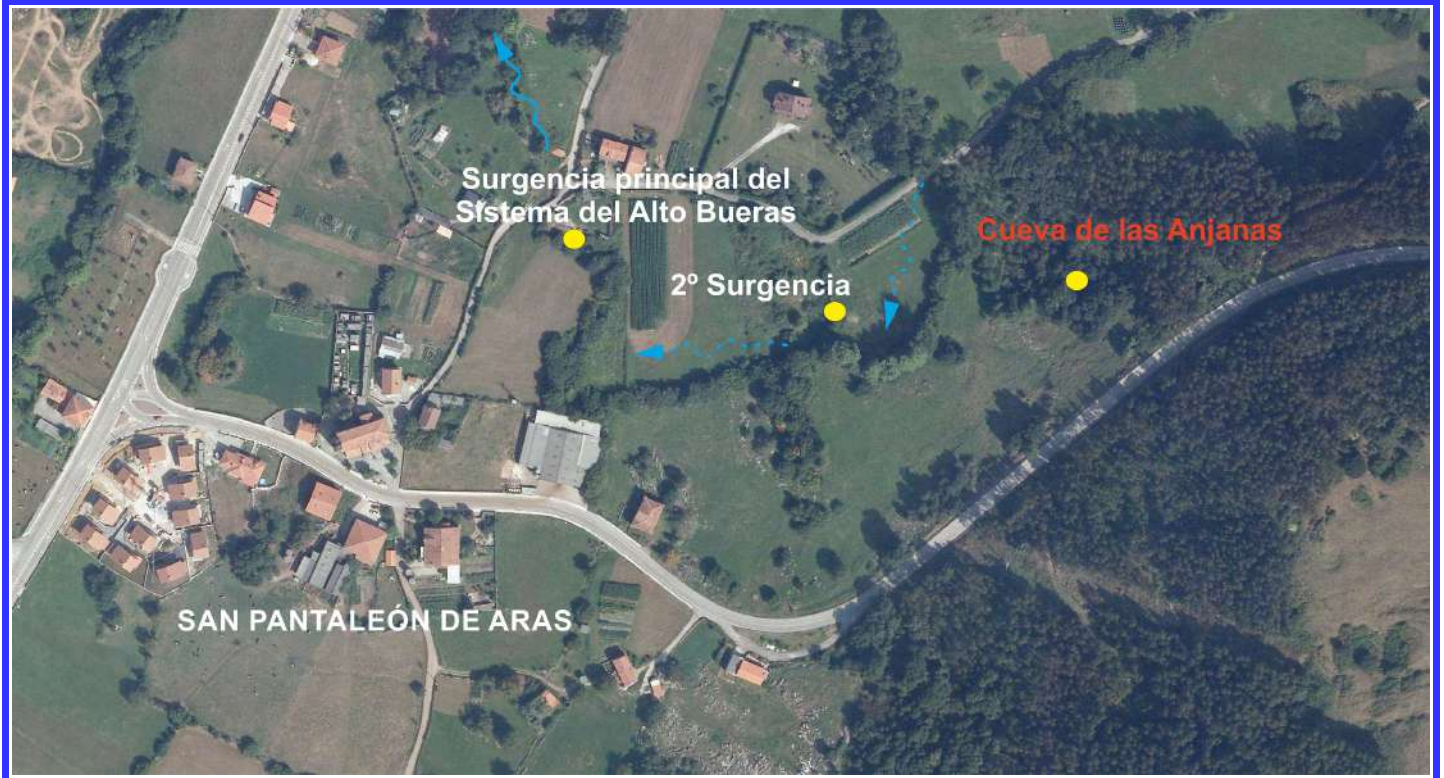 Surgencia principal del
Sistema del Alto Bueras
Cueva de las Anjanas
2º Surgencia
SAN PANTALEÓN DE ARAS